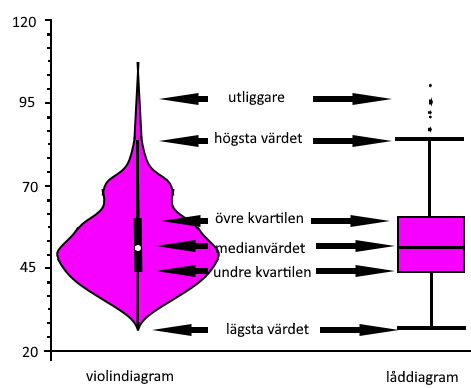 120
95
70
45
20
utliggare
högsta värdet
övre kvartilen
medianvärdet
undre kvartilen
lägsta värdet
violindiagram
låddiagram